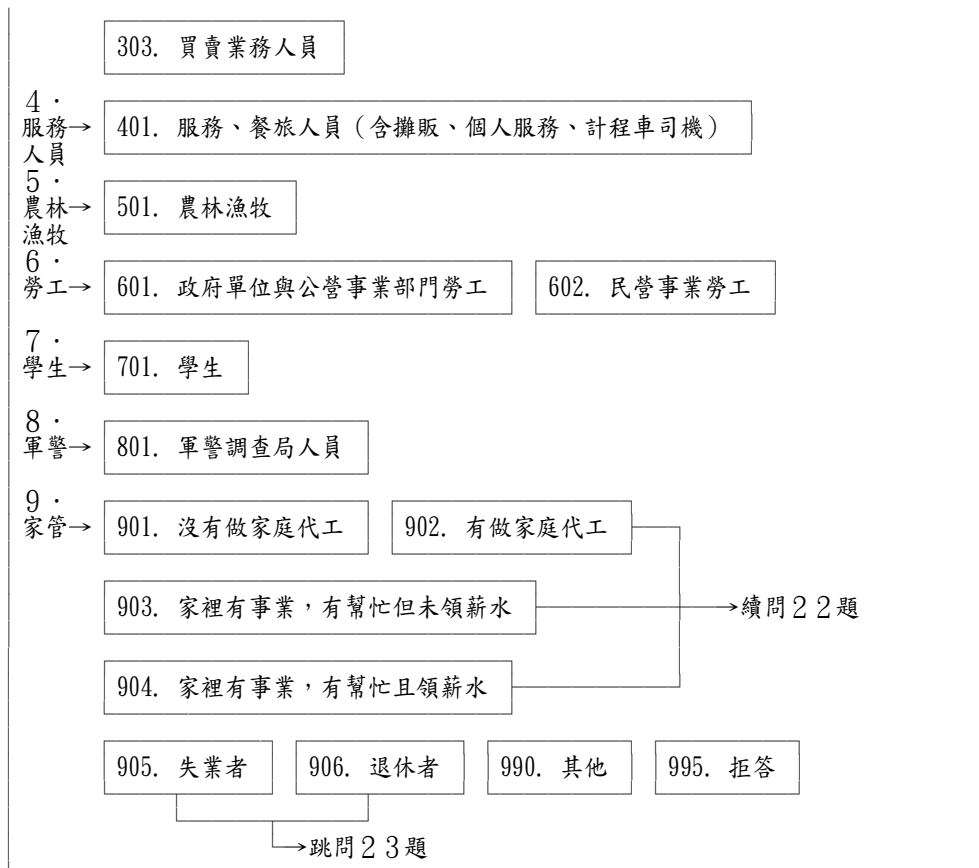 303. 買賣業務人員
4．
服務→ 401. 服務、餐旅人員（含攤販、個人服務、計程車司機）
人員
5．
農林→ 501. 農林漁牧
漁牧
6．
勞工→ 601. 政府單位與公營事業部門勞工 602. 民營事業勞工
7．
學生→ 701. 學生
8．
軍警→ 801. 軍警調查局人員
9．
家管→ 901. 沒有做家庭代工 902. 有做家庭代工
903. 家裡有事業，有幫忙但未領薪水 →續問２２題
904. 家裡有事業，有幫忙且領薪水
905. 失業者 906. 退休者 990. 其他 995. 拒答
→跳問２３題